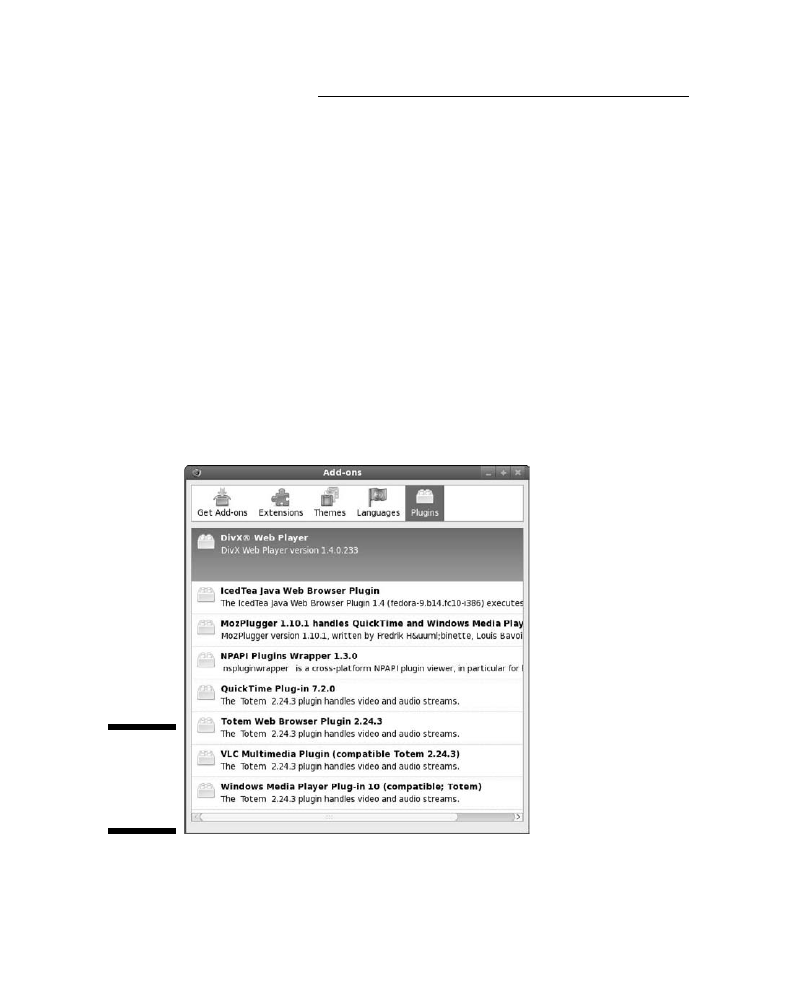 Add-ons
Get Add-ons Extensions Themes Languages Plugins
DivX® Web Player
DivX Web Player version 1.4.0.233
IcedTea Java Web Browser Plugin
The IcedTea Java Web Browser Plugin 1.4 (fedora-9.b14.fc10-i386) executes
MozPlugger 1.10.1 handles QuickTime and Windows Media Play
MozPlugger version 1.10.1, written by Fredrik H&uuml;binette, Louis Bavoi
NPAPI Plugins Wrapper 1.3.0
nspluginwrapper is a cross-platform NPAPI plugin viewer, in particular for
QuickTime Plug-in 7.2.0
The Totem 2.24.3 plugin handles video and audio streams.
Totem Web Browser Plugin 2.24.3
The Totem 2.24.3 plugin handles video and audio streams.
VLC Multimedia Plugin (compatible Totem 2.24.3)
The Totem 2.24.3 plugin handles video and audio streams.
Windows Media Player Plug-in 10 (compatible; Totem)
The Totem 2.24.3 plugin handles video and audio streams.